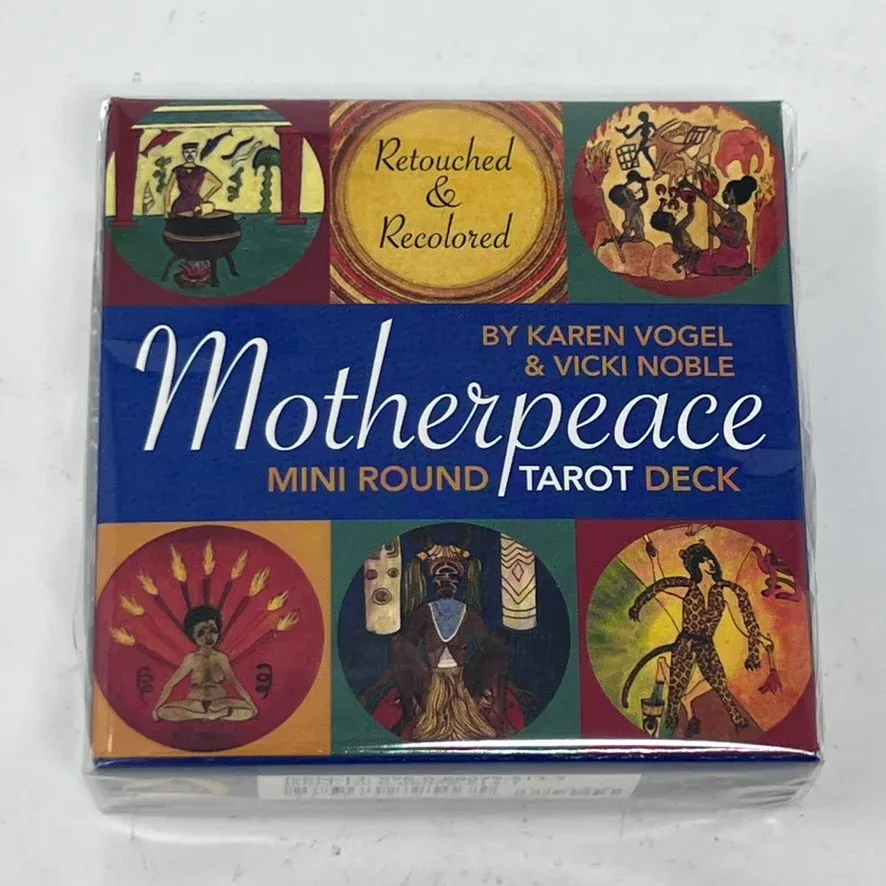 Retouched
&
Recolored
BY KAREN VOGEL
& VICKI NOBLE
Motherpeace
MINI ROUND TAROT DECK